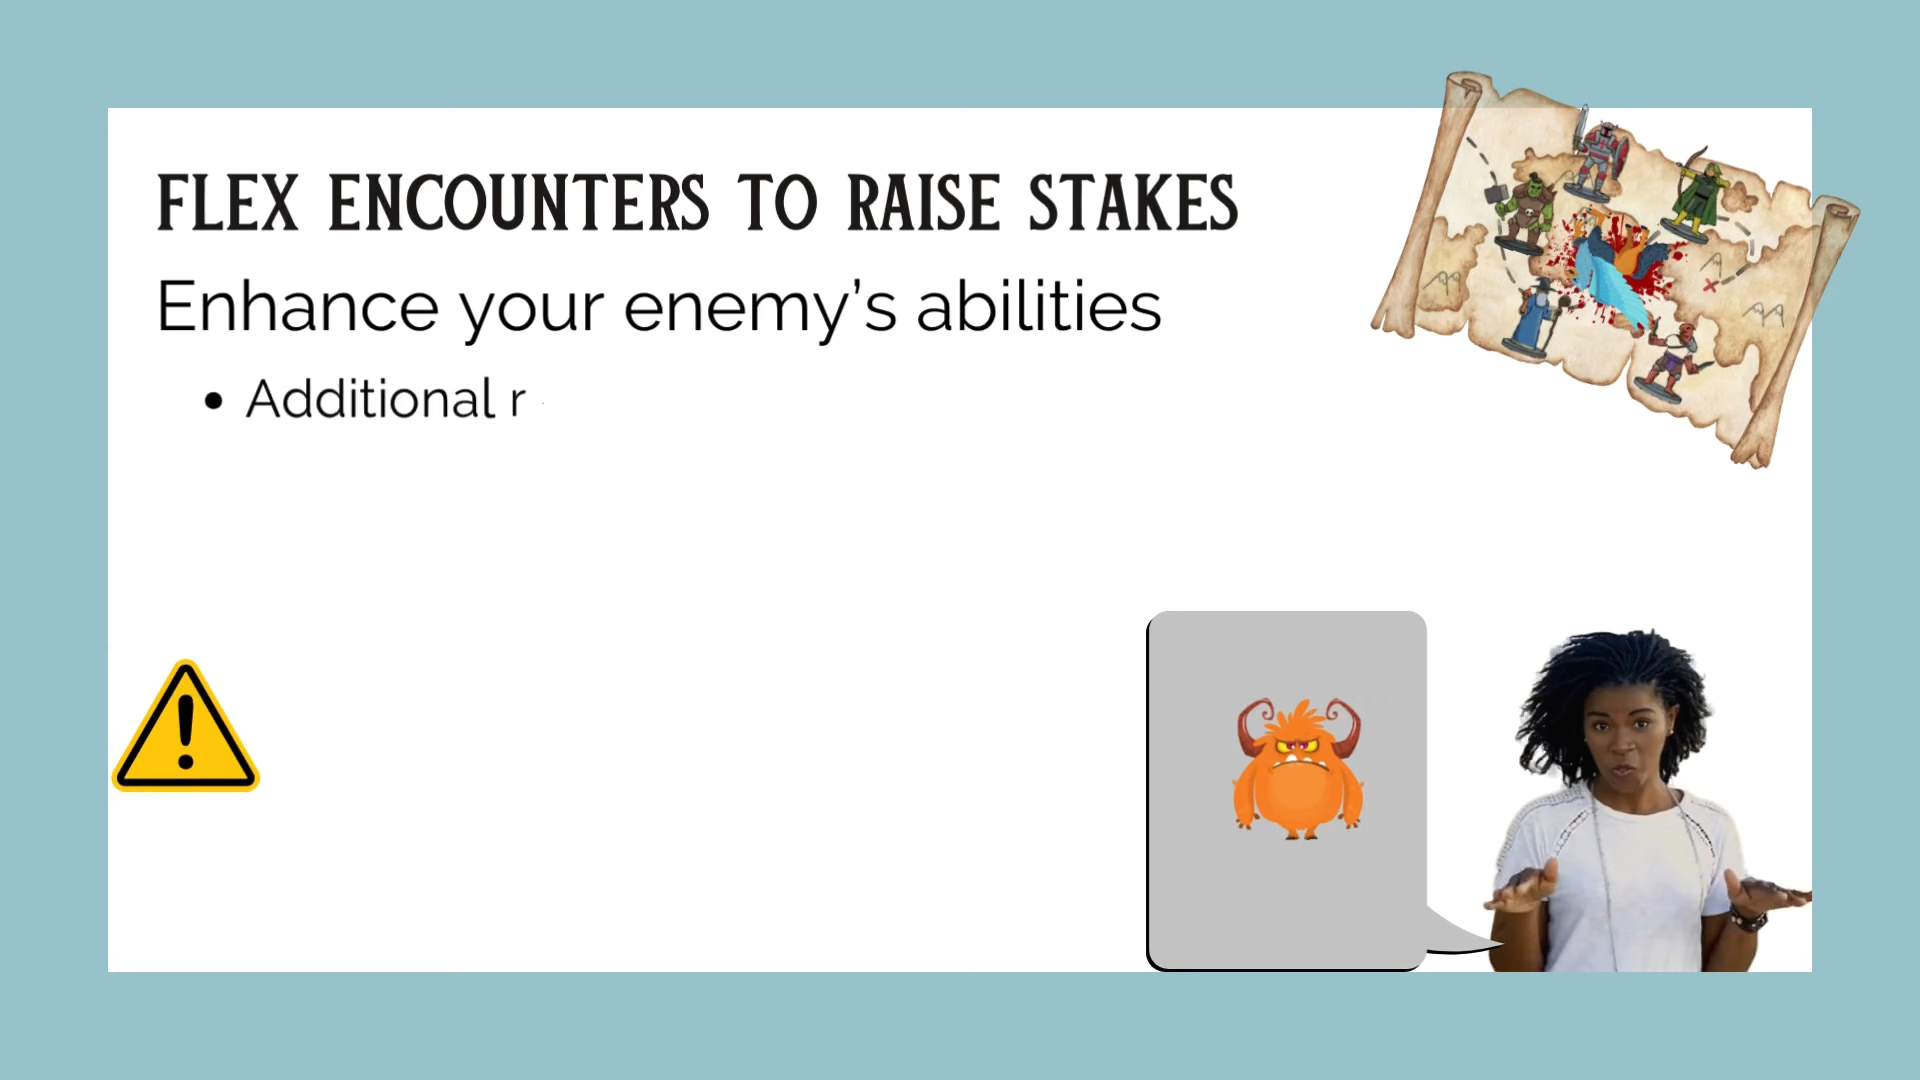 FLEX ENCOUNTERS TO RAISE STAKES
Enhance your enemy’s abilities
• Additional r